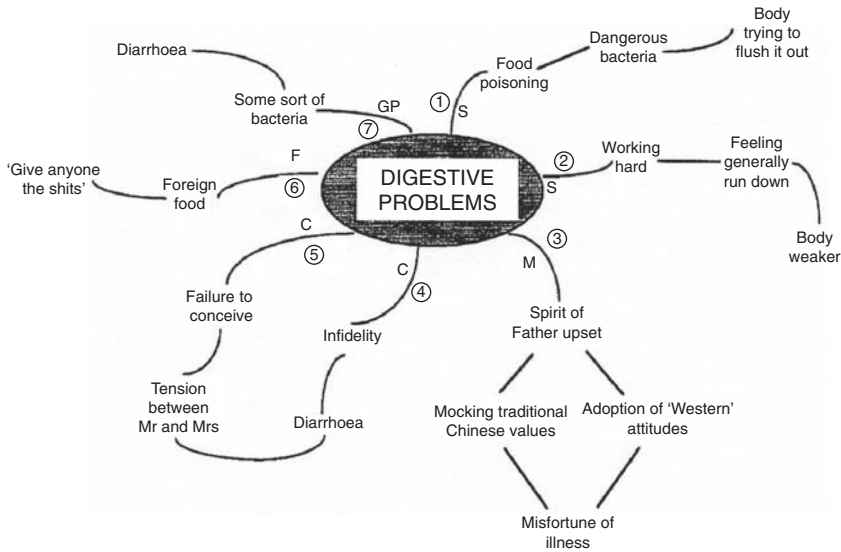 DIGESTIVE
PROBLEMS
①
S
Food
poisoning
Dangerous
bacteria
Body
trying to
flush it out
②
S
Working
hard
Feeling
generally
run down
Body
weaker
③
M
Spirit of
Father upset
Mocking traditional
Chinese values
Adoption of ‘Western’
attitudes
Misfortune of
illness
C
④
Infidelity
Diarrhoea
C
⑤
Failure to
conceive
Tension
between
Mr and Mrs
F
⑥
Foreign
food
‘Give anyone
the shits’
GP
⑦
Some sort of
bacteria
Diarrhoea